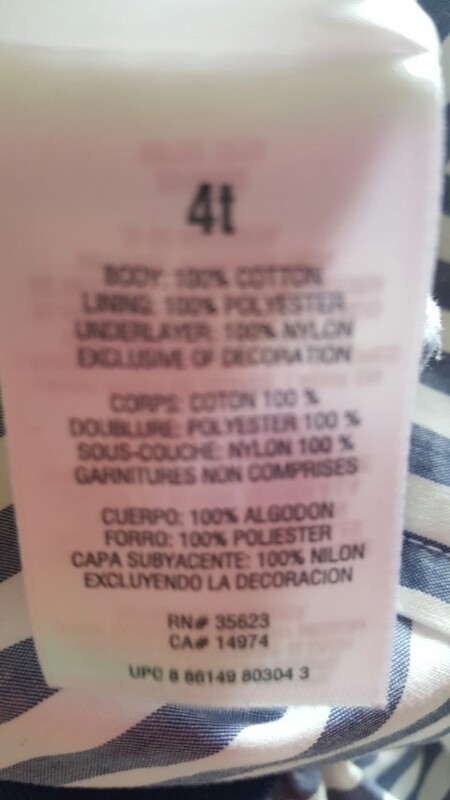 4t
BODY: 100% COTTON
LINING: 100% POLYESTER
UNDERLAYER: 100% NYLON
EXCLUSIVE OF DECORATION
CORPS: COTON 100 %
DOUBLURE: POLYESTER 100 %
SOUS-COUCHE: NYLON 100 %
GARNITURES NON COMPRISES
CUERPO: 100% ALGODON
FORRO: 100% POLIESTER
CAPA SUBYACENTE: 100% NILON
EXCLUYENDO LA DECORACION
RN# 35623
CA# 14974
UPC 8 86149 80304 3